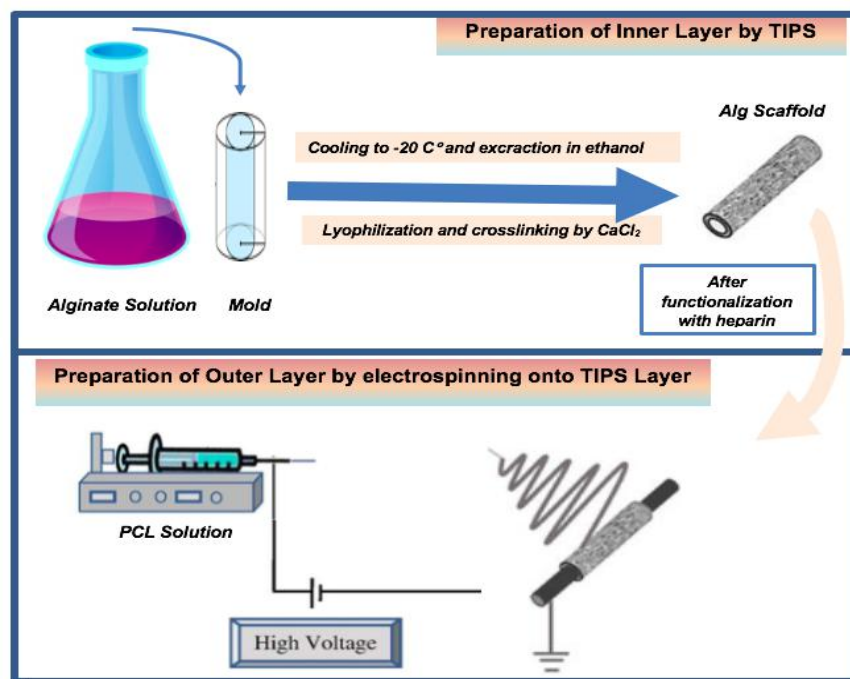 Preparation of Inner Layer by TIPS
Alg Scaffold
Cooling to -20 C° and excraction in ethanol
Lyophilization and crosslinking by CaCl₂
Alginate Solution
Mold
After
functionalization
with heparin
Preparation of Outer Layer by electrospinning onto TIPS Layer
PCL Solution
High Voltage